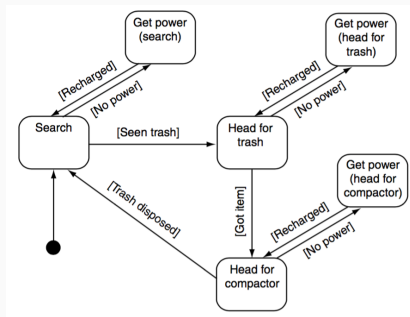 Get power
(search)
Get power
(head for
trash)
[Recharged]
[No power]
[Recharged]
[No power]
Search
[Seen trash]
Head for
trash
Get power
(head for
compactor)
[Trash disposed]
[Got item]
[Recharged]
[No power]
Head for
compactor